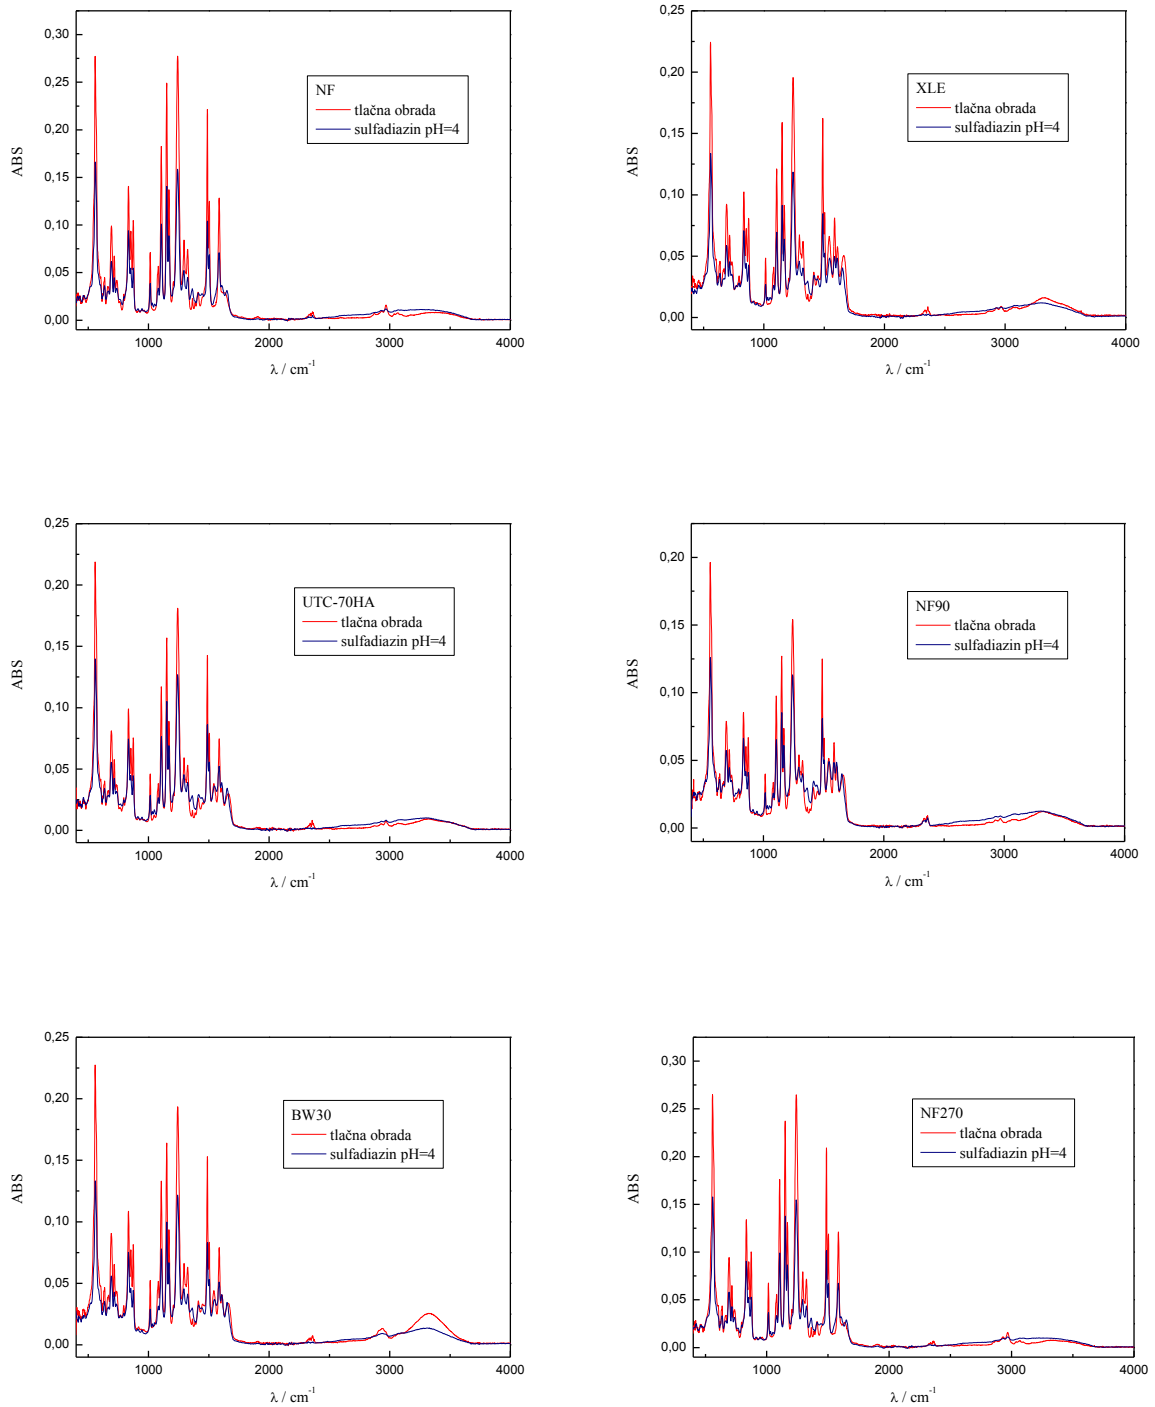 0,30
0,25
0,20
0,15
0,10
0,05
0,00
ABS
NF
tlačna obrada
sulfadiazin pH=4
1000 2000 3000 4000
λ / cm-1
0,25
0,20
0,15
0,10
0,05
0,00
ABS
XLE
tlačna obrada
sulfadiazin pH=4
1000 2000 3000 4000
λ / cm-1
0,25
0,20
0,15
0,10
0,05
0,00
ABS
UTC-70HA
tlačna obrada
sulfadiazin pH=4
1000 2000 3000 4000
λ / cm-1
0,20
0,15
0,10
0,05
0,00
ABS
NF90
tlačna obrada
sulfadiazin pH=4
1000 2000 3000 4000
λ / cm-1
0,25
0,20
0,15
0,10
0,05
0,00
ABS
BW30
tlačna obrada
sulfadiazin pH=4
1000 2000 3000 4000
λ / cm-1
0,30
0,25
0,20
0,15
0,10
0,05
0,00
ABS
NF270
tlačna obrada
sulfadiazin pH=4
1000 2000 3000 4000
λ / cm-1